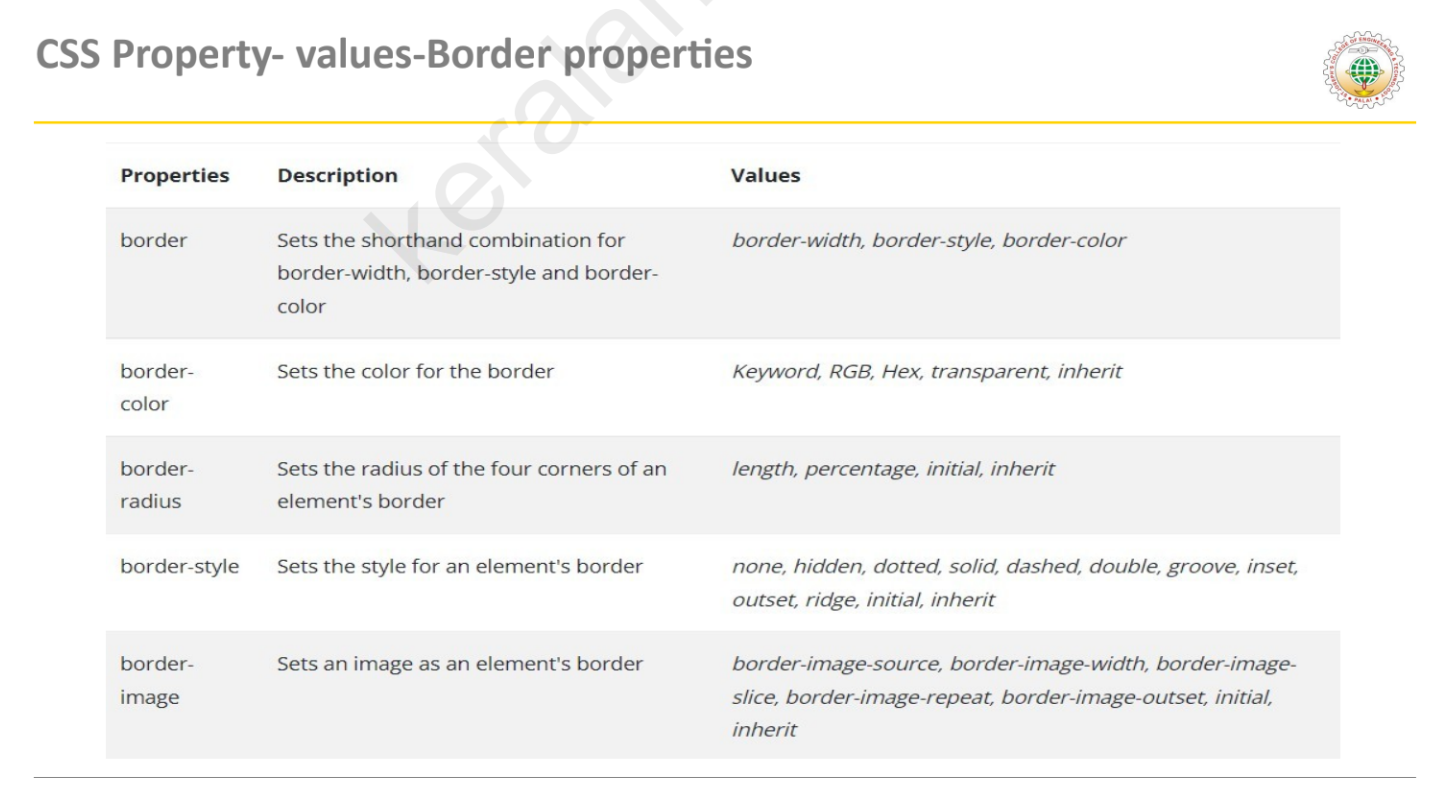 CSS Property- values-Border properties
Properties Description Values
border Sets the shorthand combination for border-width, border-style, border-color
border-width, border-style and border-
color
border- Sets the color for the border Keyword, RGB, Hex, transparent, inherit
color
border- Sets the radius of the four corners of an length, percentage, initial, inherit
radius element's border
border-style Sets the style for an element's border none, hidden, dotted, solid, dashed, double, groove, inset,
outset, ridge, initial, inherit
border- Sets an image as an element's border border-image-source, border-image-width, border-image-
image slice, border-image-repeat, border-image-outset, initial,
inherit